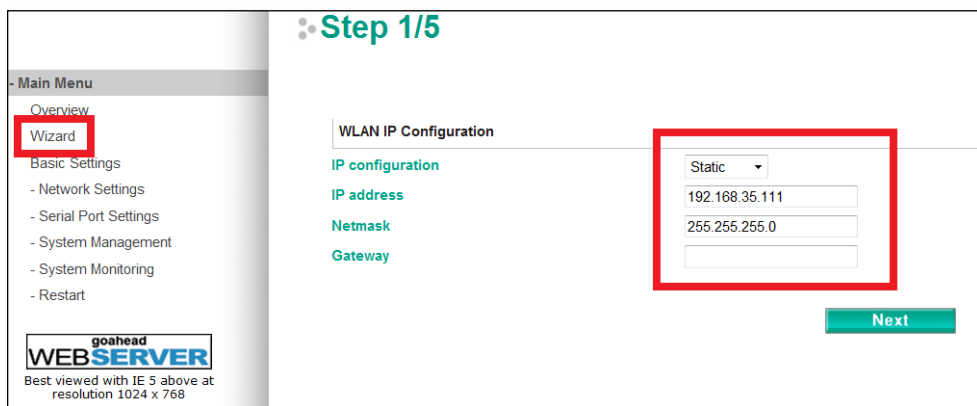 Step 1/5
- Main Menu
Overview
Wizard
Basic Settings
- Network Settings
- Serial Port Settings
- System Management
- System Monitoring
- Restart
goahead
WEBSERVER
Best viewed with IE 5 above at
resolution 1024 x 768
WLAN IP Configuration
IP configuration Static
IP address 192.168.35.111
Netmask 255.255.255.0
Gateway
Next